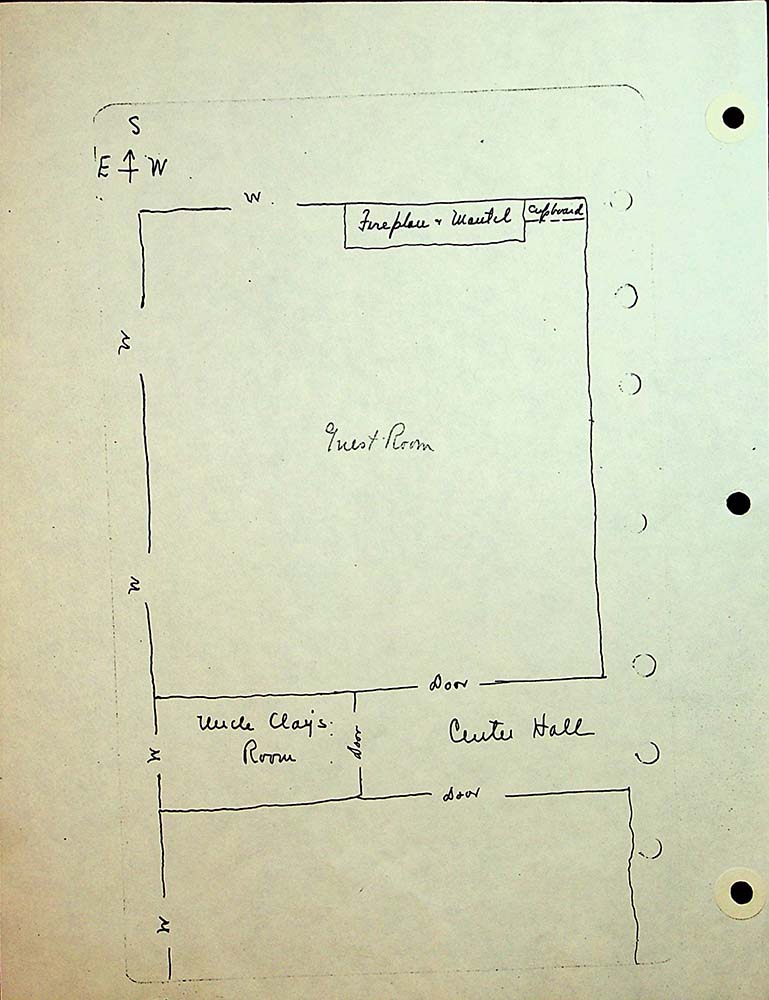 S
E W
W
Fireplace & Mantel
Cupboard
W
Guest Room
W
Door
Uncle Clay's
Room
Door
Center Hall
W
Door
W